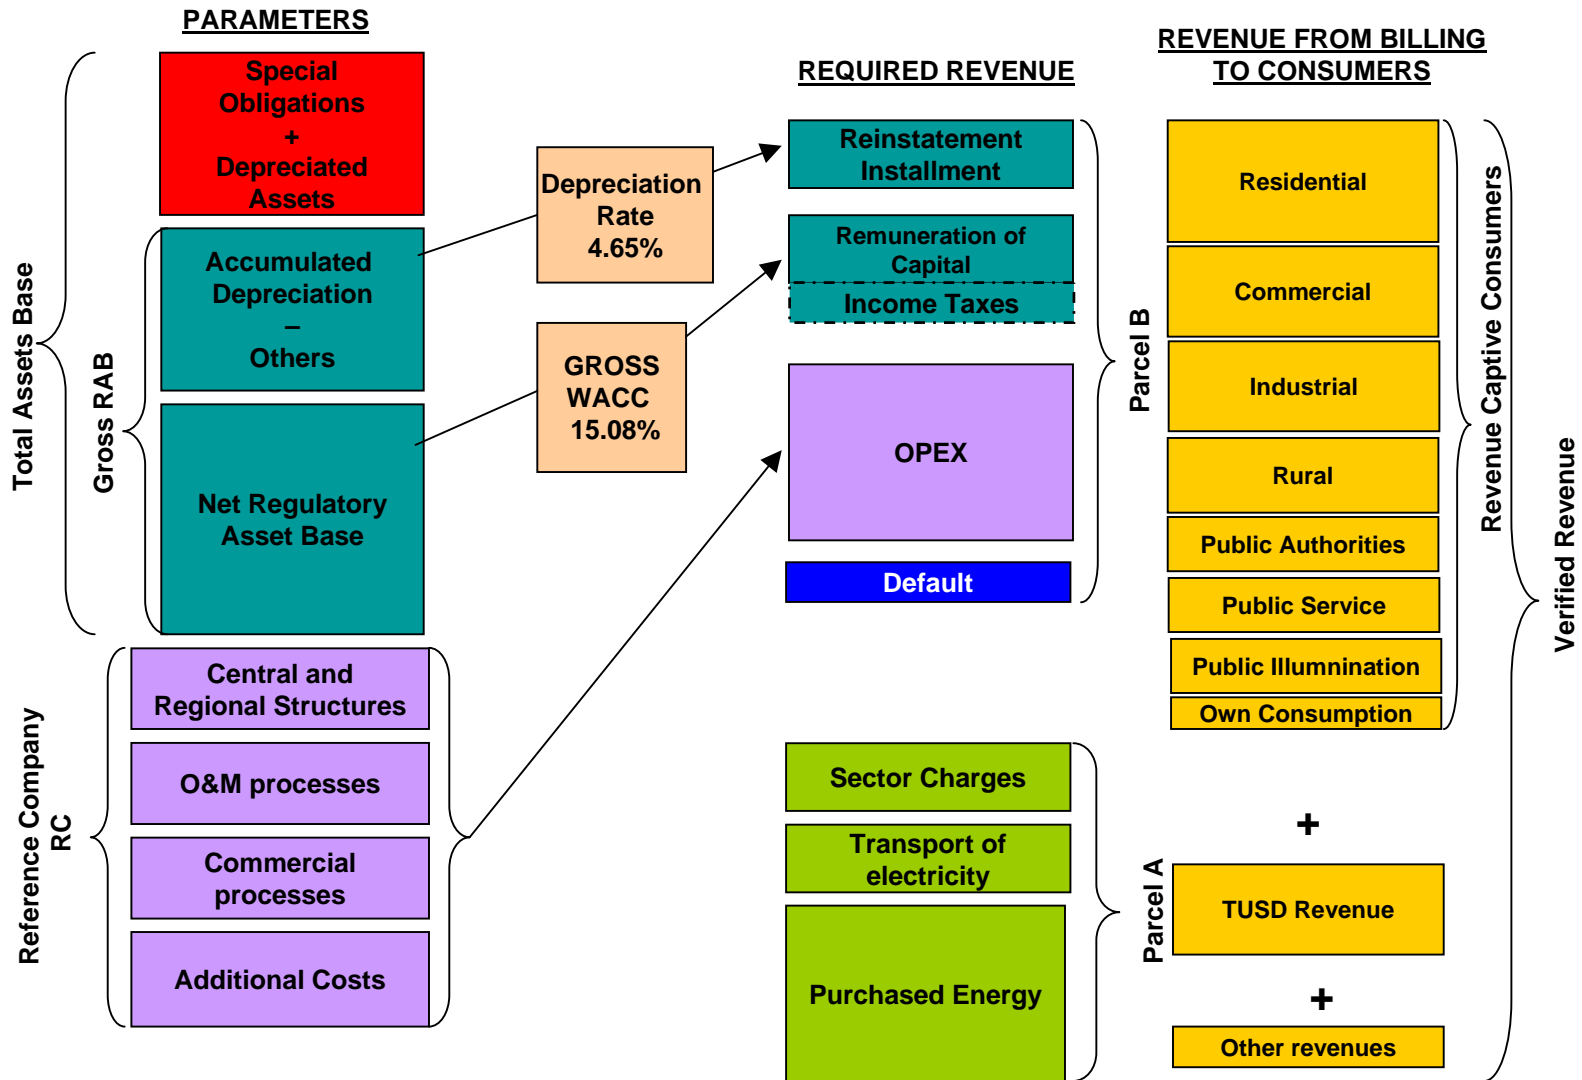 PARAMETERS
Special
Obligations
+
Depreciated
Assets
Accumulated
Depreciation
–
Others
Net Regulatory
Asset Base
Total Assets Base
Gross RAB
Central and
Regional Structures
O&M processes
Commercial
processes
Additional Costs
Reference Company
RC
Depreciation
Rate
4.65%
GROSS
WACC
15.08%
REQUIRED REVENUE
Reinstatement
Installment
Remuneration of
Capital
Income Taxes
OPEX
Default
Parcel B
Sector Charges
Transport of
electricity
Purchased Energy
Parcel A
REVENUE FROM BILLING
TO CONSUMERS
Residential
Commercial
Industrial
Rural
Public Authorities
Public Service
Public Illumnination
Own Consumption
Revenue Captive Consumers
+
TUSD Revenue
+
Other revenues
Verified Revenue